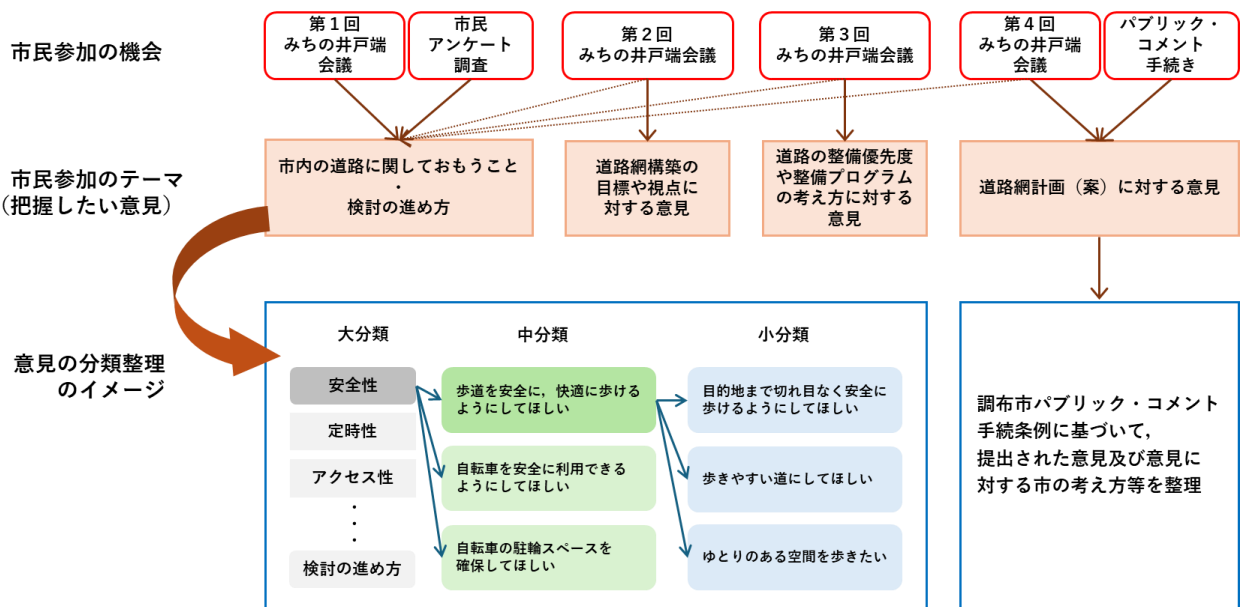 市民参加の機会
第１回
みちの井戸端
会議
市民
アンケート
調査
第２回
みちの井戸端会議
第３回
みちの井戸端会議
第４回
みちの井戸端
会議
パブリック・
コメント
手続き
市民参加のテーマ
（把握したい意見）
市内の道路に関しておもうこと
・
検討の進め方
道路網構築の
目標や視点に
対する意見
道路の整備優先度
や整備プログラム
の考え方に対する
意見
道路網計画（案）に対する意見
意見の分類整理
のイメージ
大分類
中分類
小分類
安全性
定時性
アクセス性
・
・
・
検討の進め方
歩道を安全に，快適に歩ける
ようにしてほしい
自転車を安全に利用できる
ようにしてほしい
自転車の駐輪スペースを
確保してほしい
目的地まで切れ目なく安全に
歩けるようにしてほしい
歩きやすい道にしてほしい
ゆとりのある空間を歩きたい
調布市パブリック・コメント
手続条例に基づいて，
提出された意見及び意見に
対する市の考え方等を整理